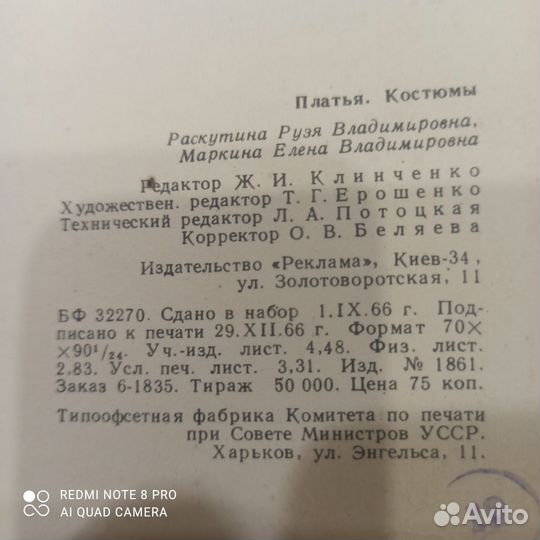 Платья. Костюмы
Раскутина Рузя Владимировна,
Маркина Елена Владимировна
Редактор Ж. И. Клинченко
Художествен. редактор Т. Г. Ерошенко
Технический редактор Л. А. Потоцкая
Корректор О. В. Беляева
Издательство «Реклама», Киев-34,
ул. Золотоворотская, 11
БФ 32270. Сдано в набор 1.IX.66 г. Под-
писано к печати 29.XII.66 г. Формат 70×
×90¹/₂₄. Уч.-изд. лист. 4,48. Физ. лист.
2,83. Усл. печ. лист. 3,31. Изд. № 1861.
Заказ 6-1835. Тираж 50 000. Цена 75 коп.
Типоофсетная фабрика Комитета по печати
при Совете Министров УССР.
Харьков, ул. Энгельса, 11.
REDMI NOTE 8 PRO
AI QUAD CAMERA
Avito